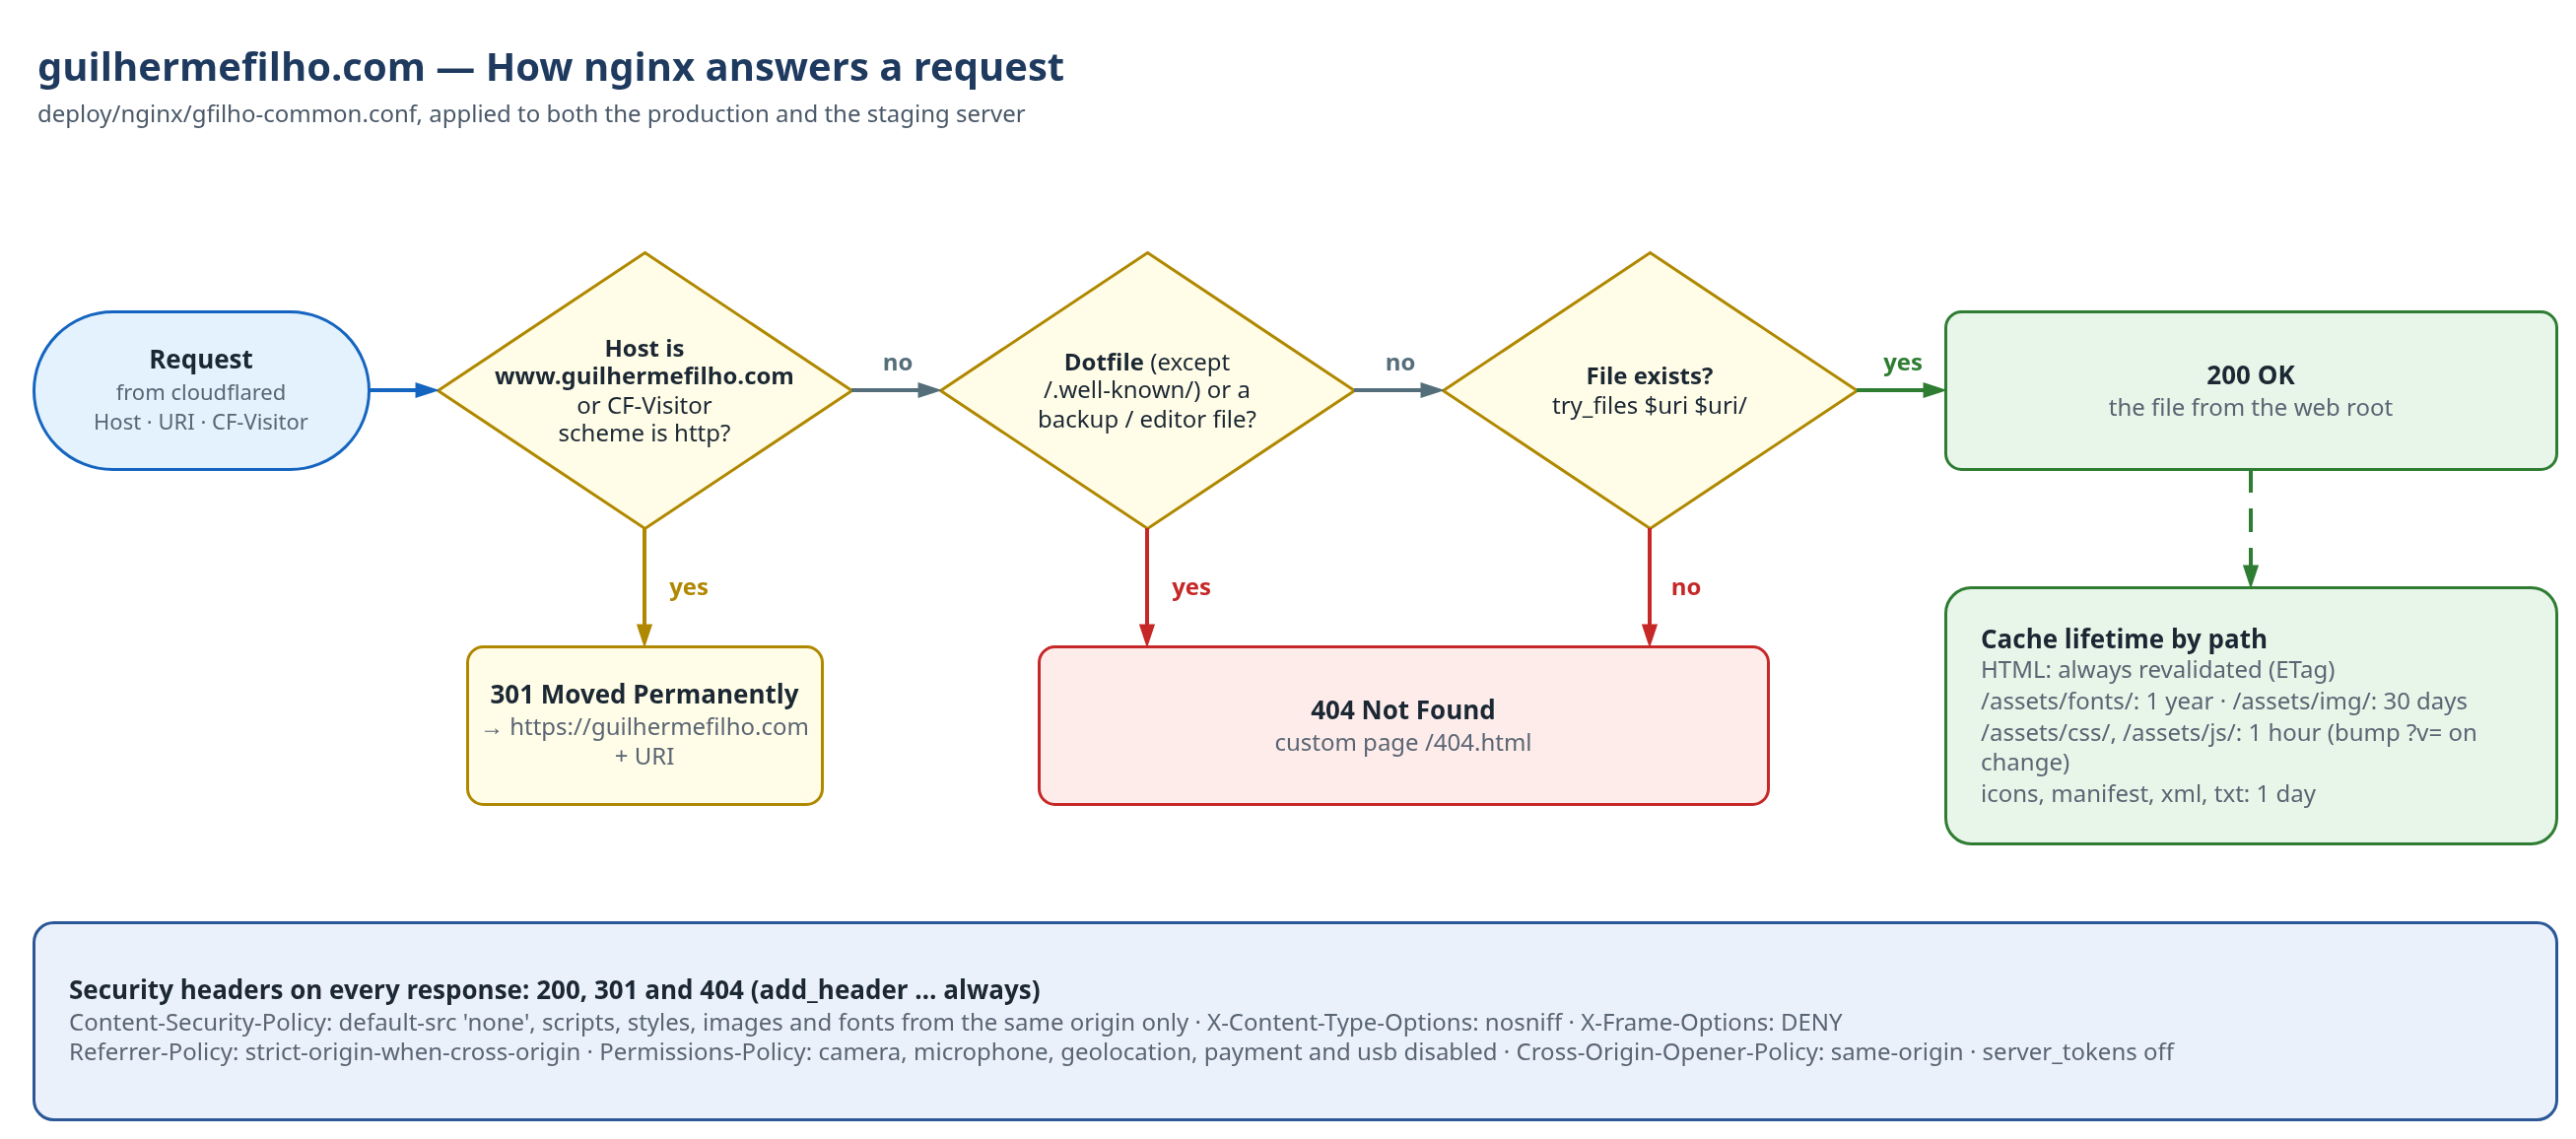 guilhermefilho.com — How nginx answers a request
deploy/nginx/gfilho-common.conf, applied to both the production and the staging server
Request
from cloudflared
Host · URI · CF-Visitor
Host is
www.guilhermefilho.com
or CF-Visitor
scheme is http?
no
Dotfile (except
/.well-known/) or a
backup / editor file?
no
File exists?
try_files $uri $uri/
yes
200 OK
the file from the web root
yes
yes
no
301 Moved Permanently
→ https://guilhermefilho.com
+ URI
404 Not Found
custom page /404.html
Cache lifetime by path
HTML: always revalidated (ETag)
/assets/fonts/: 1 year · /assets/img/: 30 days
/assets/css/, /assets/js/: 1 hour (bump ?v= on
change)
icons, manifest, xml, txt: 1 day
Security headers on every response: 200, 301 and 404 (add_header ... always)
Content-Security-Policy: default-src 'none', scripts, styles, images and fonts from the same origin only · X-Content-Type-Options: nosniff · X-Frame-Options: DENY
Referrer-Policy: strict-origin-when-cross-origin · Permissions-Policy: camera, microphone, geolocation, payment and usb disabled · Cross-Origin-Opener-Policy: same-origin · server_tokens off